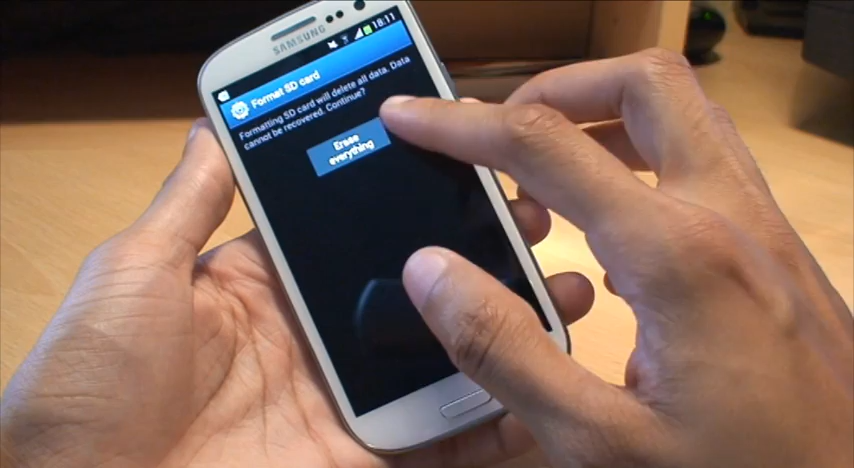 SAMSUNG
18:11
Format SD card
Formatting SD card will delete all data. Data
cannot be recovered. Continue?
Erase
everything